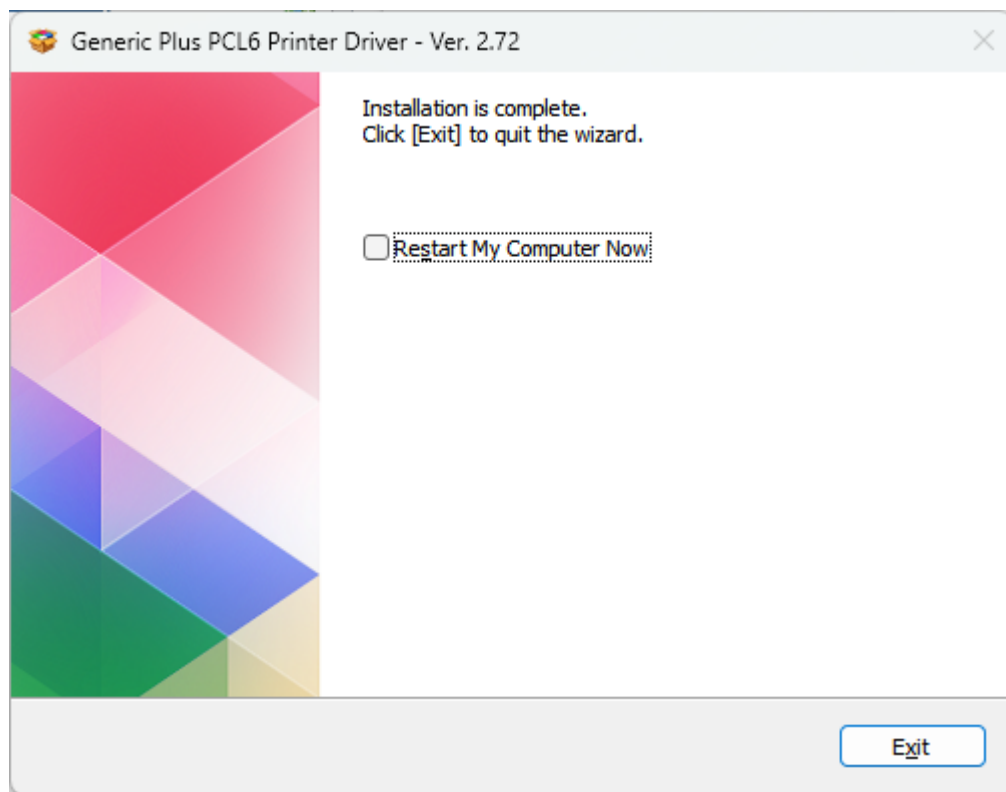 Generic Plus PCL6 Printer Driver - Ver. 2.72
Installation is complete.
Click [Exit] to quit the wizard.
Restart My Computer Now
Exit